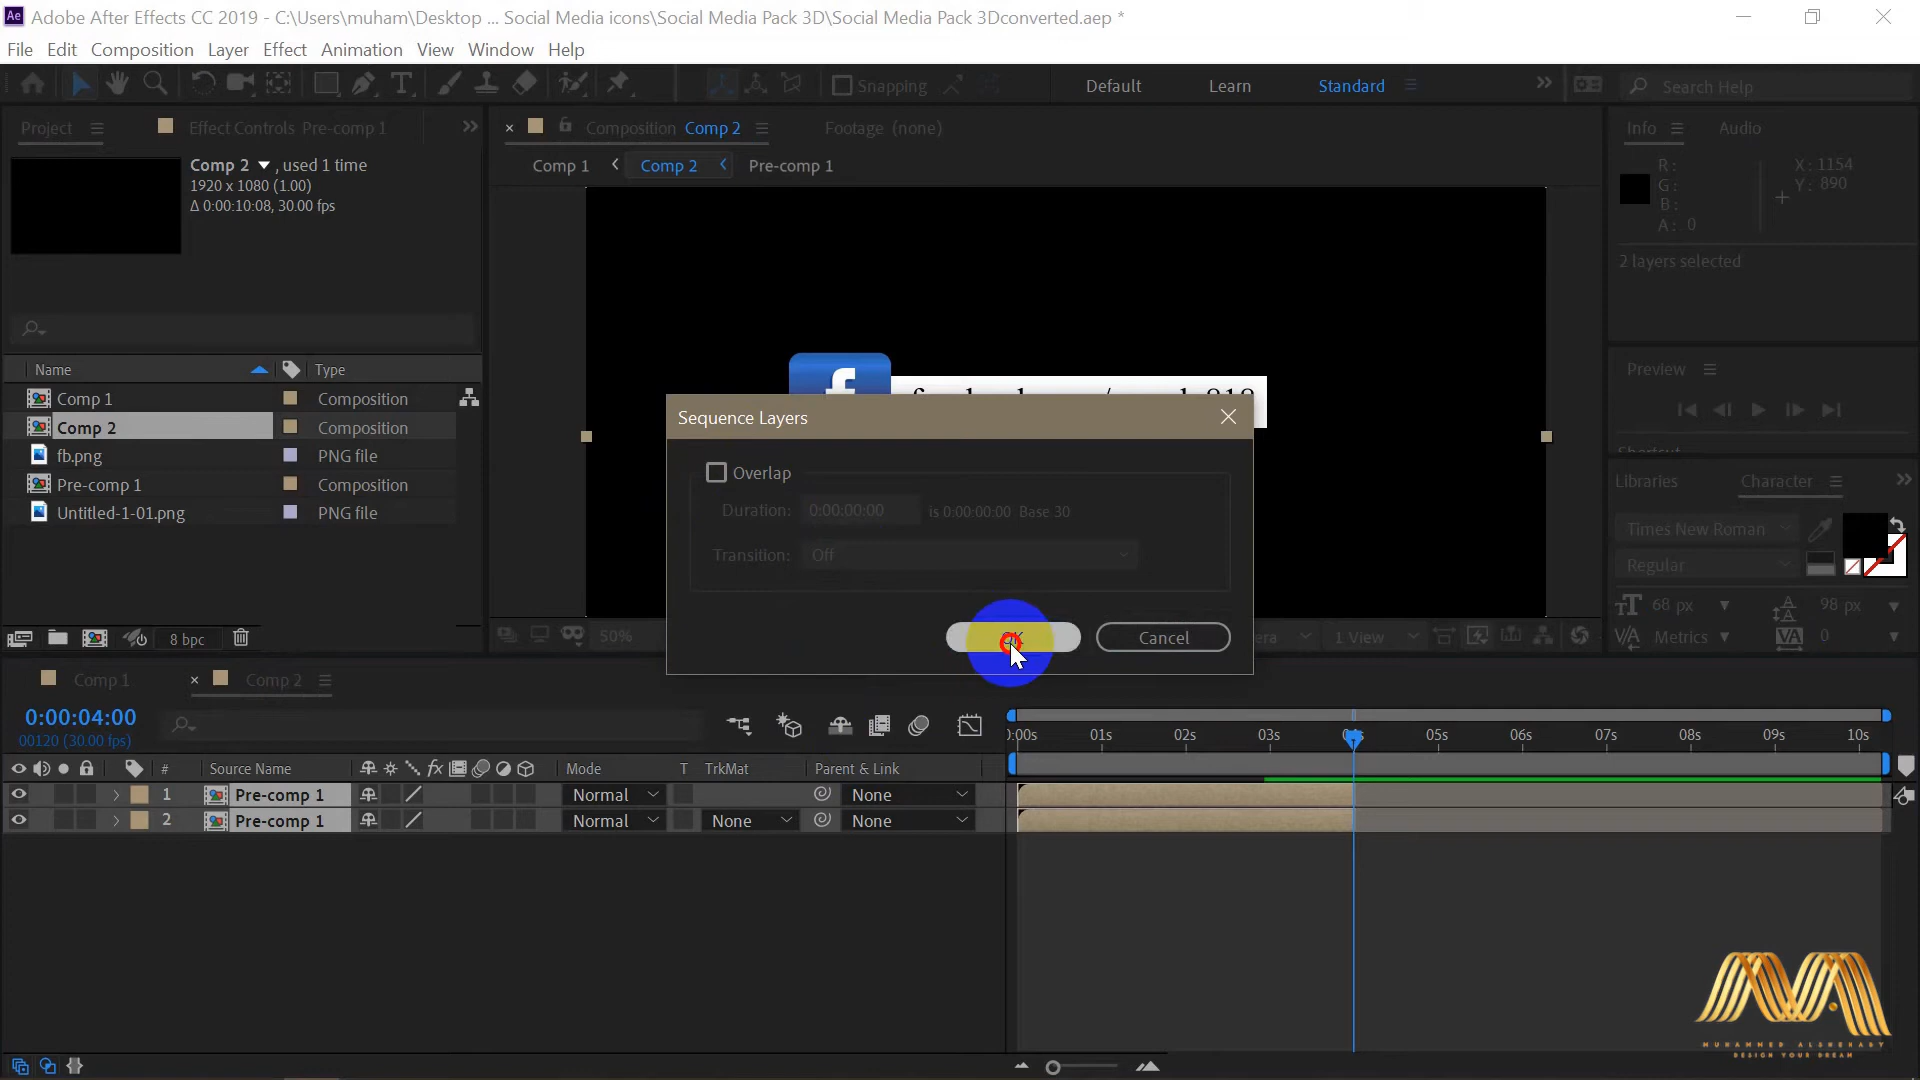 Adobe After Effects CC 2019 - C:\Users\muham\Desktop ... Social Media icons\Social Media Pack 3D\Social Media Pack 3Dconverted.aep *
File Edit Composition Layer Effect Animation View Window Help
Snapping Default Learn Standard Search Help
Project Effect Controls Pre-comp 1
Composition Comp 2 Footage (none)
Info Audio
Comp 2 , used 1 time
1920 x 1080 (1.00)
Δ 0:00:10:08, 30.00 fps
Comp 1 Comp 2 Pre-comp 1
R: X: 1154
G: Y: 890
B:
A: 0
2 layers selected
Preview
Name Type
Comp 1 Composition
Comp 2 Composition
fb.png PNG file
Pre-comp 1 Composition
Untitled-1-01.png PNG file
8 bpc
Sequence Layers
Overlap
Duration: 0:00:00:00 is 0:00:00:00 Base 30
Transition: Off
Cancel
50%
1 View
Libraries Character
Times New Roman
Regular
68 px 98 px
Metrics 0
Comp 1 Comp 2
0:00:04:00
00120 (30.00 fps)
# Source Name Mode T TrkMat Parent & Link
1 Pre-comp 1 Normal None
2 Pre-comp 1 Normal None None
01s 02s 03s 05s 06s 07s 08s 09s 10s
MUHAMMED ALSHEHABY
DESIGN YOUR DREAM